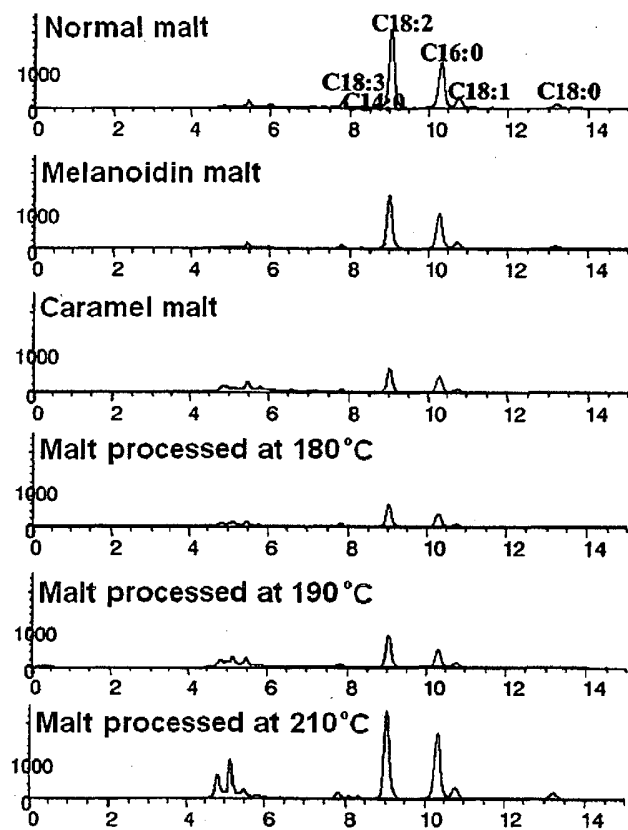 Normal malt
C18:2
C16:0
1000
C18:3
C14:0
C18:1
C18:0
0 2 4 6 8 10 12 14
Melanoidin malt
1000
0 2 4 6 8 10 12 14
Caramel malt
1000
0 2 4 6 8 10 12 14
Malt processed at 180°C
1000
0 2 4 6 8 10 12 14
Malt processed at 190°C
1000
0 2 4 6 8 10 12 14
Malt processed at 210°C
1000
0 2 4 6 8 10 12 14